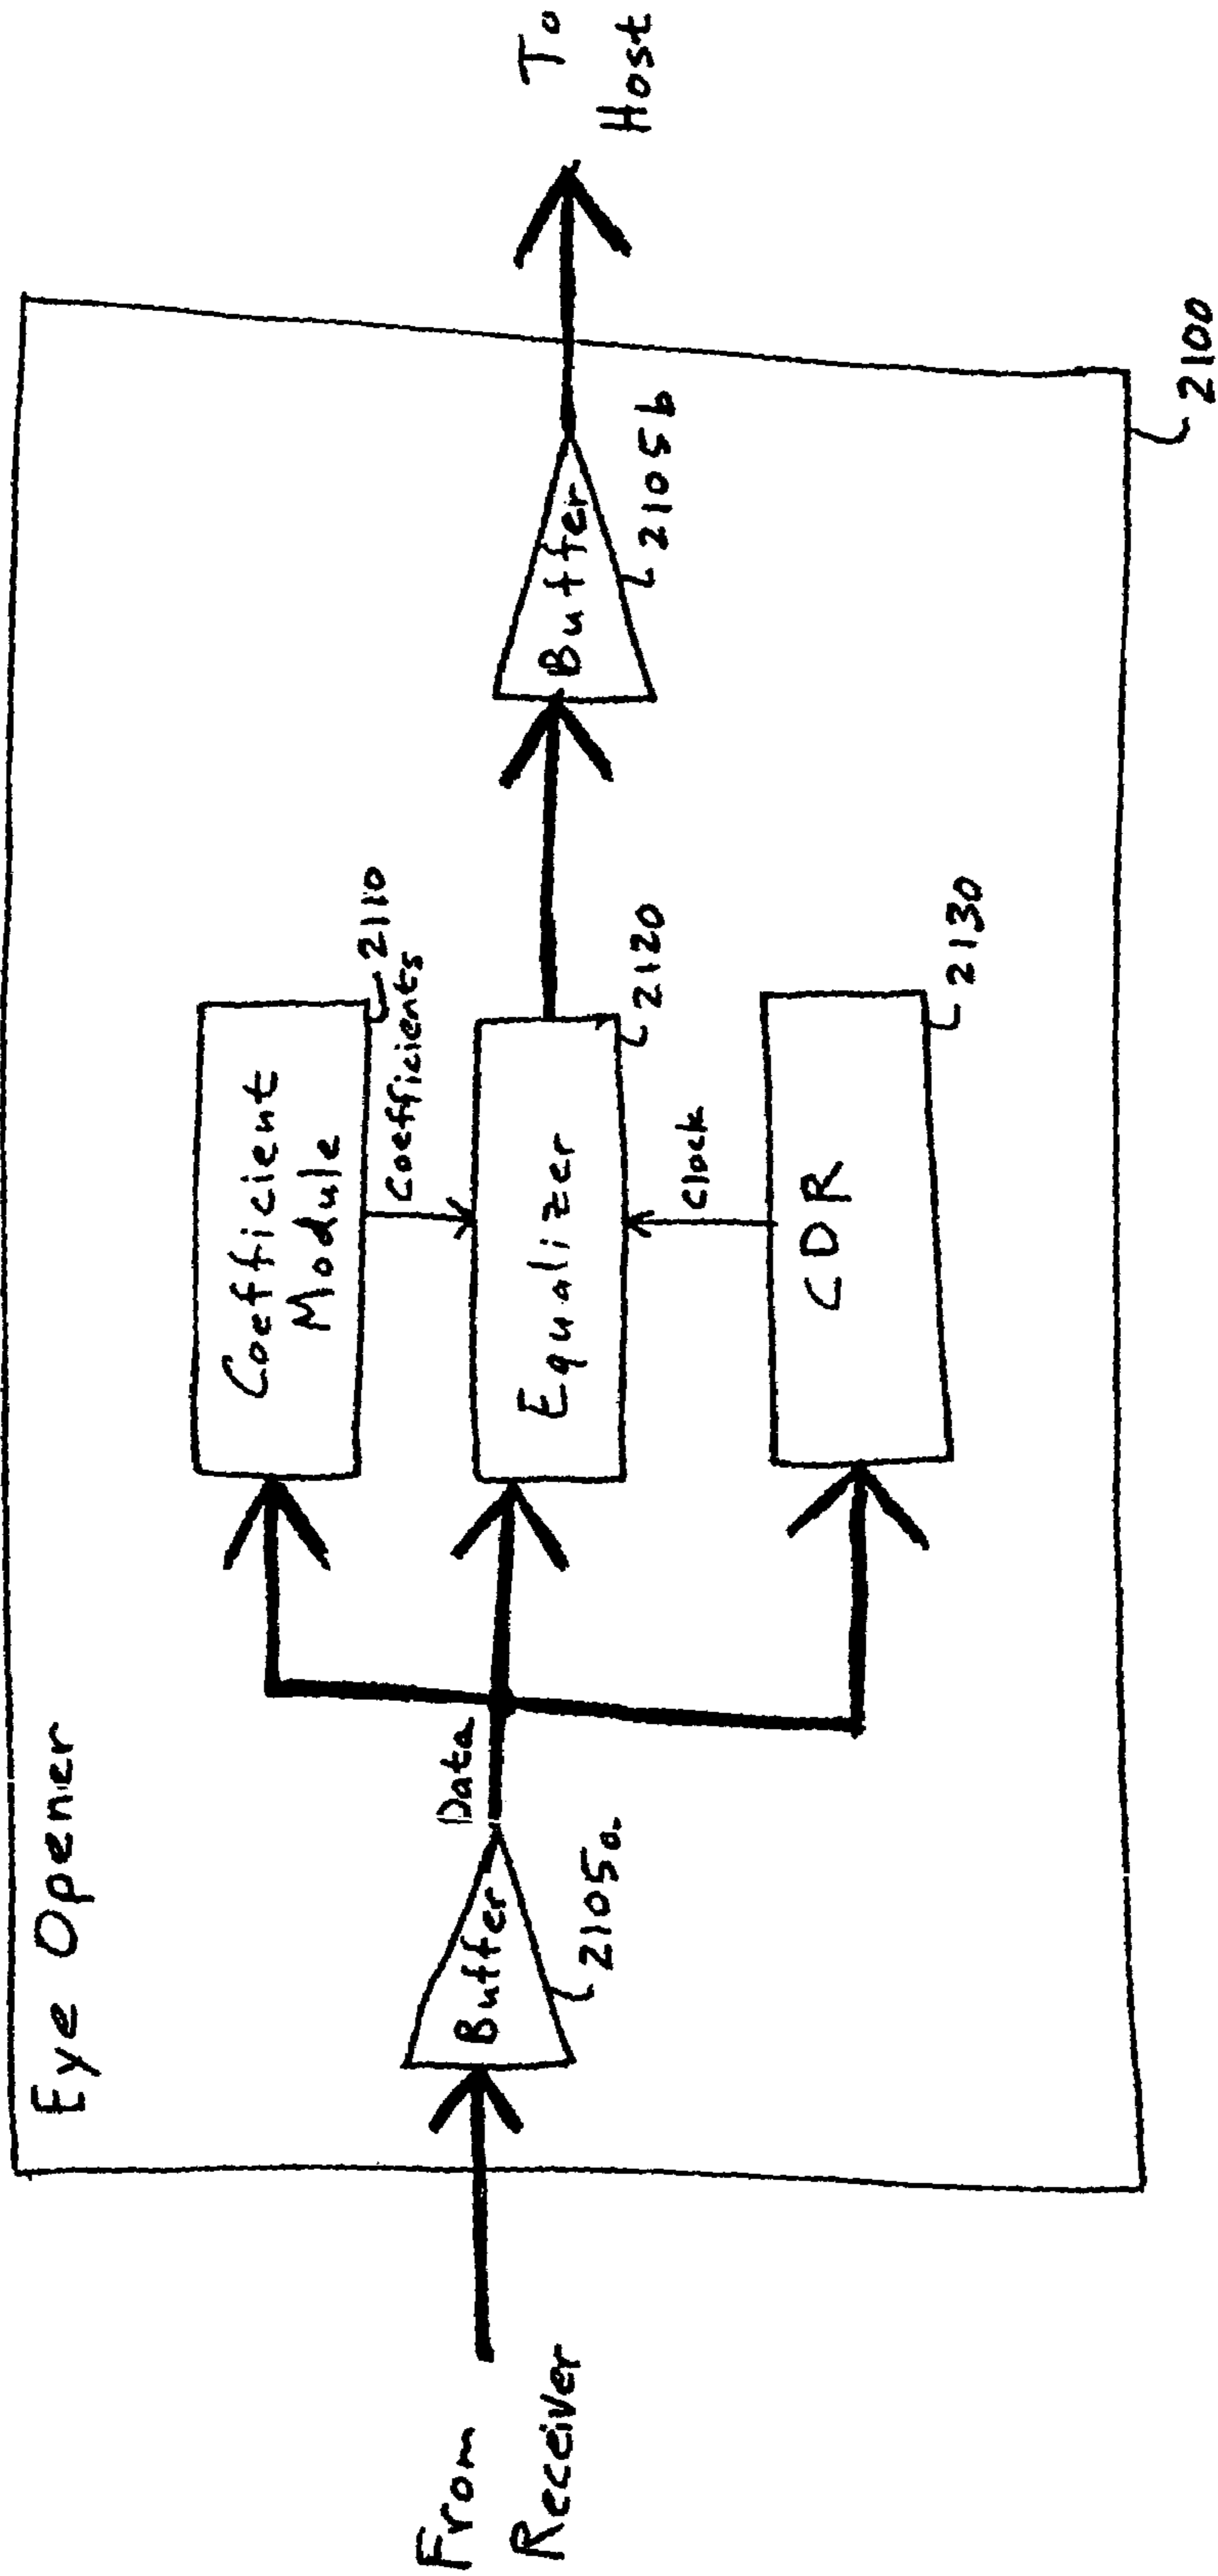 Eye Opener
From
Receiver
Buffer
2105a
Data
Coefficient
Module
2110
Coefficients
Equalizer
2120
Clock
CDR
2130
Buffer
2105b
To
Host
2100